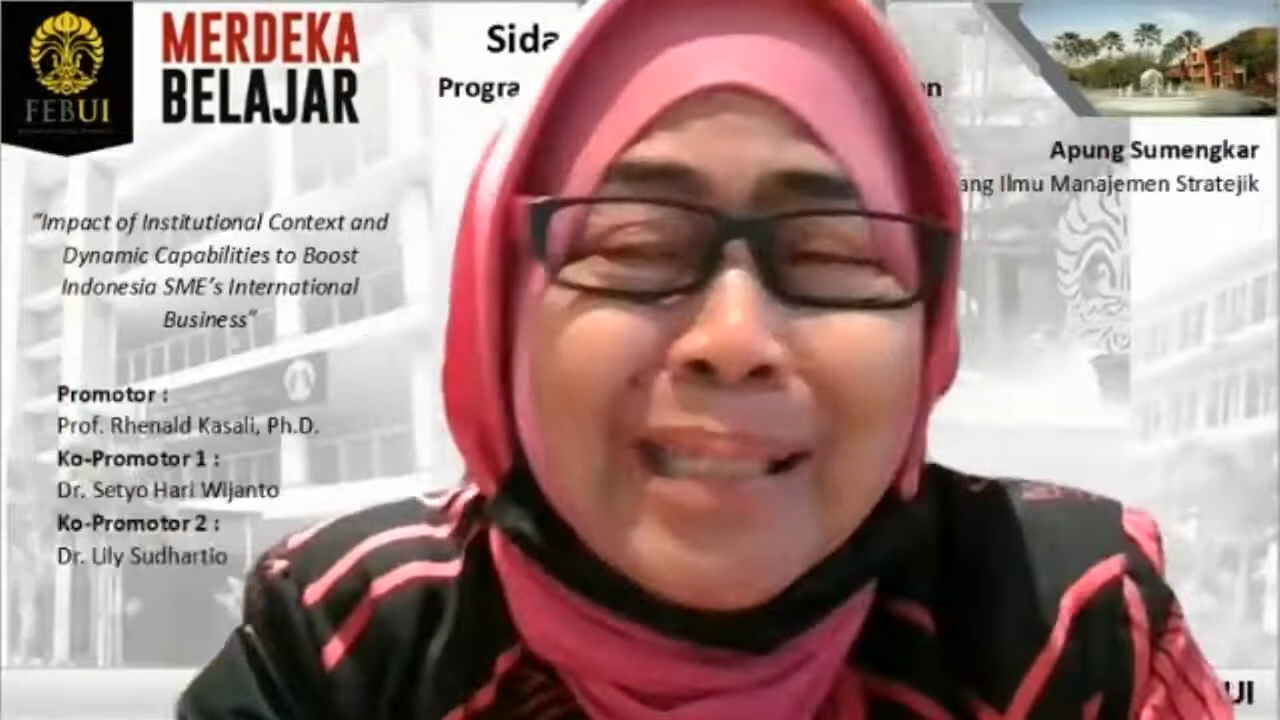 FEBUI
MERDEKA
BELAJAR
Sida
Progra
en
Apung Sumengkar
ang Ilmu Manajemen Stratejik
"Impact of Institutional Context and
Dynamic Capabilities to Boost
Indonesia SME's International
Business"
Promotor :
Prof. Rhenald Kasali, Ph.D.
Ko-Promotor 1 :
Dr. Setyo Hari Wijanto
Ko-Promotor 2 :
Dr. Lily Sudhartio
UI